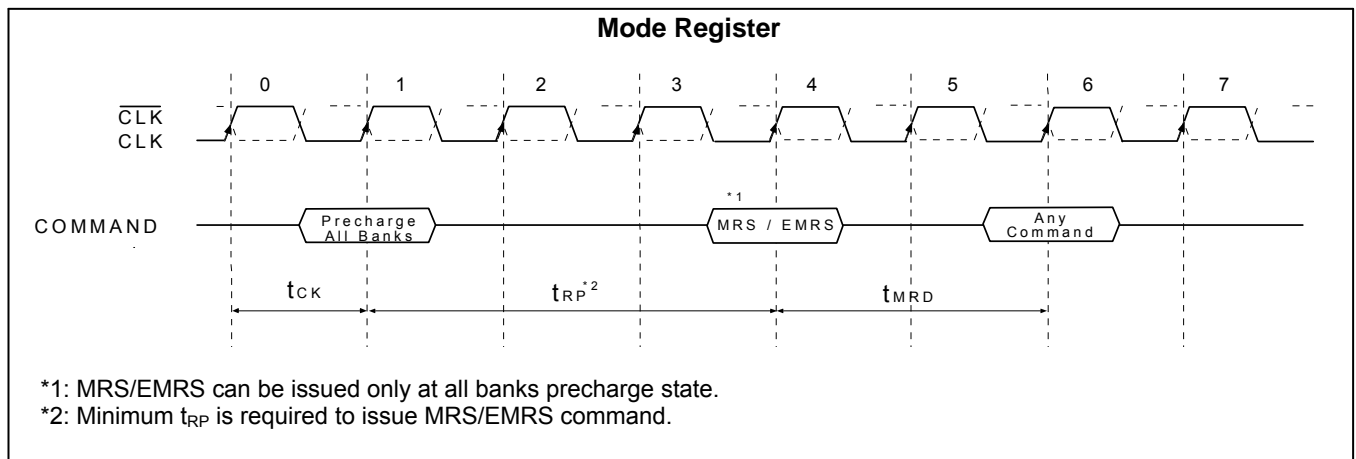 Mode Register
0 1 2 3 4 5 6 7
CLK
CLK
*1
COMMAND
Precharge
All Banks
MRS / EMRS
Any
Command
tCK
tRP*2
tMRD
*1: MRS/EMRS can be issued only at all banks precharge state.
*2: Minimum tRP is required to issue MRS/EMRS command.